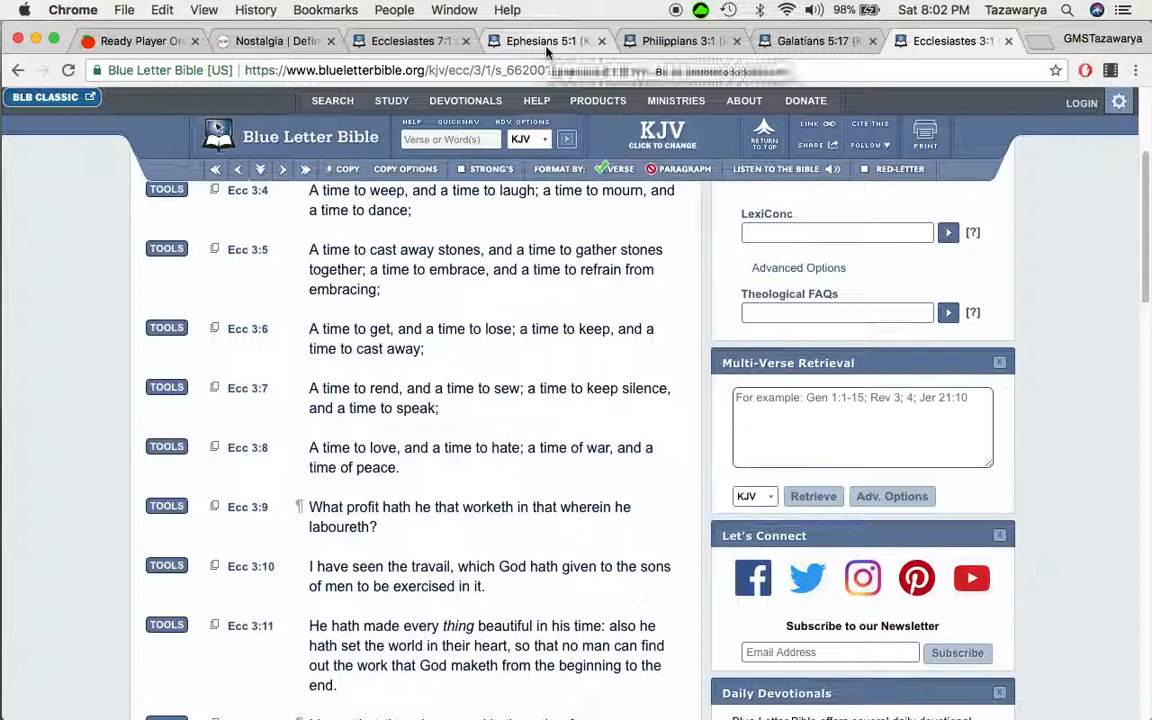 Chrome File Edit View History Bookmarks People Window Help 98% Sat 8:02 PM Tazawarya
Ready Player On Nostalgia | Defin Ecclesiastes 7:1 Ephesians 5:1 (K Philippians 3:1 (K Galatians 5:17 (K Ecclesiastes 3:1 GMSTazawarya
Blue Letter Bible [US] https://www.blueletterbible.org/kjv/ecc/3/1/s_66200
BLB CLASSIC SEARCH STUDY DEVOTIONALS HELP PRODUCTS MINISTRIES ABOUT DONATE LOGIN
HELP QUICKNAV ADV. OPTIONS
Blue Letter Bible Verse or Word(s) KJV
KJV
CLICK TO CHANGE
RETURN
TO TOP
LINK CITE THIS
SHARE FOLLOW PRINT
COPY COPY OPTIONS STRONG'S FORMAT BY: VERSE PARAGRAPH LISTEN TO THE BIBLE RED-LETTER
TOOLS Ecc 3:4 A time to weep, and a time to laugh; a time to mourn, and
a time to dance;
TOOLS Ecc 3:5 A time to cast away stones, and a time to gather stones
together; a time to embrace, and a time to refrain from
embracing;
TOOLS Ecc 3:6 A time to get, and a time to lose; a time to keep, and a
time to cast away;
TOOLS Ecc 3:7 A time to rend, and a time to sew; a time to keep silence,
and a time to speak;
TOOLS Ecc 3:8 A time to love, and a time to hate; a time of war, and a
time of peace.
TOOLS Ecc 3:9 ¶ What profit hath he that worketh in that wherein he
laboureth?
TOOLS Ecc 3:10 I have seen the travail, which God hath given to the sons
of men to be exercised in it.
TOOLS Ecc 3:11 He hath made every thing beautiful in his time: also he
hath set the world in their heart, so that no man can find
out the work that God maketh from the beginning to the
end.
LexiConc
[?]
Advanced Options
Theological FAQs
[?]
Multi-Verse Retrieval
For example: Gen 1:1-15; Rev 3; 4; Jer 21:10
KJV Retrieve Adv. Options
Let's Connect
Subscribe to our Newsletter
Email Address Subscribe
Daily Devotionals